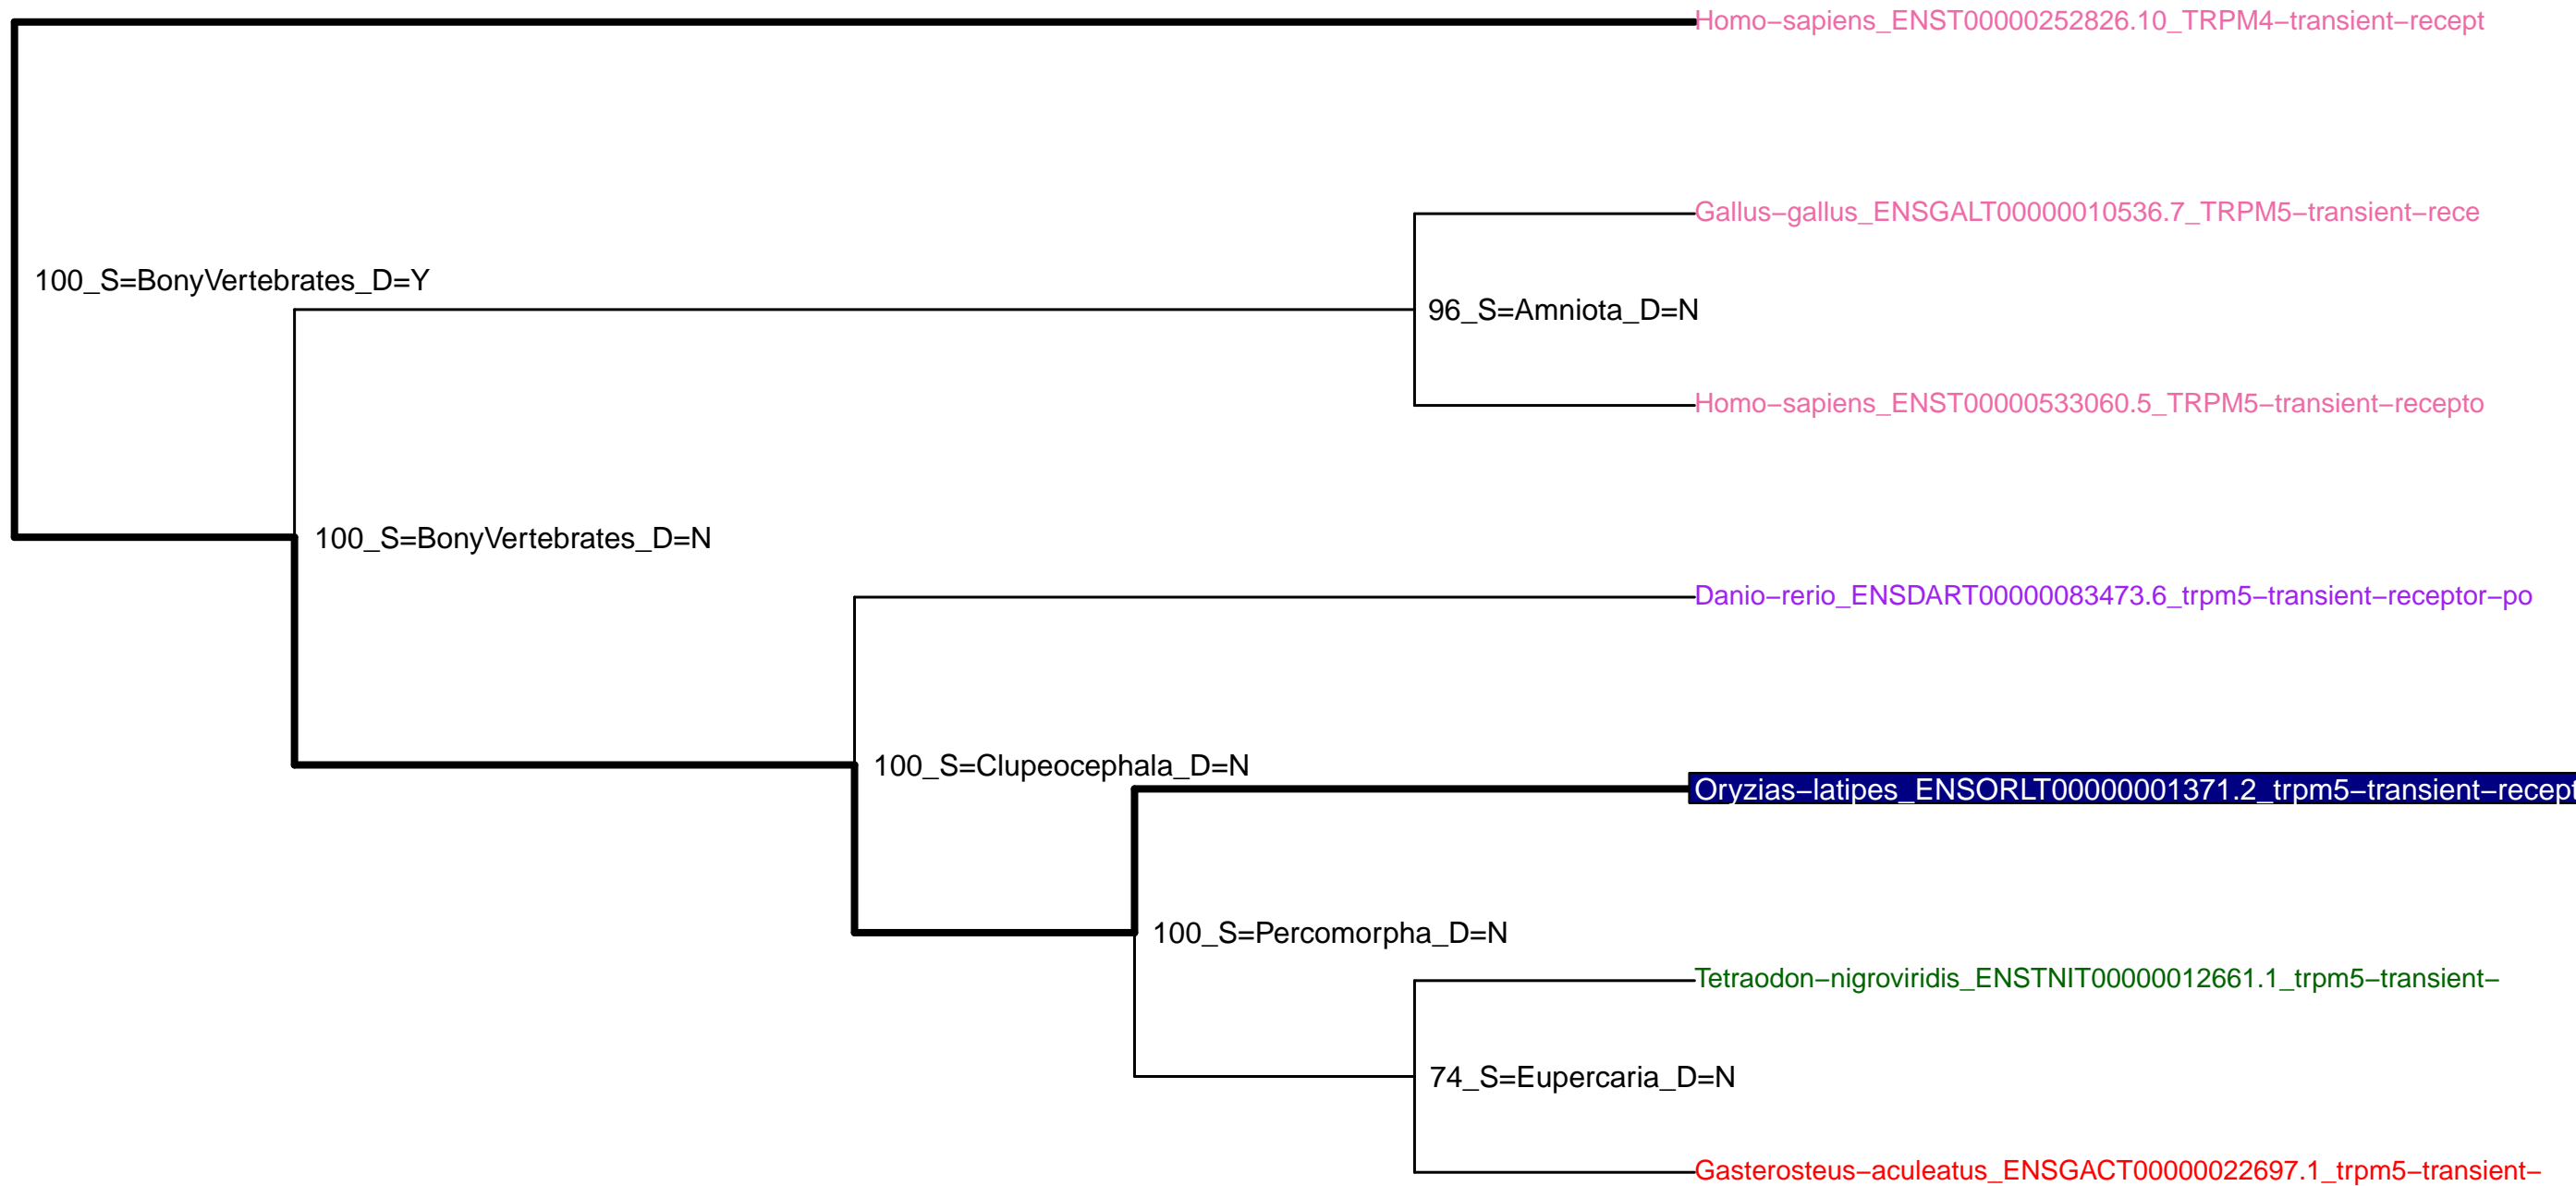 Homo−sapiens_ENST00000252826.10_TRPM4−transient−recept
Gallus−gallus_ENSGALT00000010536.7_TRPM5−transient−rece
100_S=BonyVertebrates_D=Y
96_S=Amniota_D=N
Homo−sapiens_ENST00000533060.5_TRPM5−transient−recepto
100_S=BonyVertebrates_D=N
Danio−rerio_ENSDART00000083473.6_trpm5−transient−receptor−po
100_S=Clupeocephala_D=N
Oryzias−latipes_ENSORLT00000001371.2_trpm5−transient−recept
100_S=Percomorpha_D=N
Tetraodon−nigroviridis_ENSTNIT00000012661.1_trpm5−transient−
74_S=Eupercaria_D=N
Gasterosteus−aculeatus_ENSGACT00000022697.1_trpm5−transient−